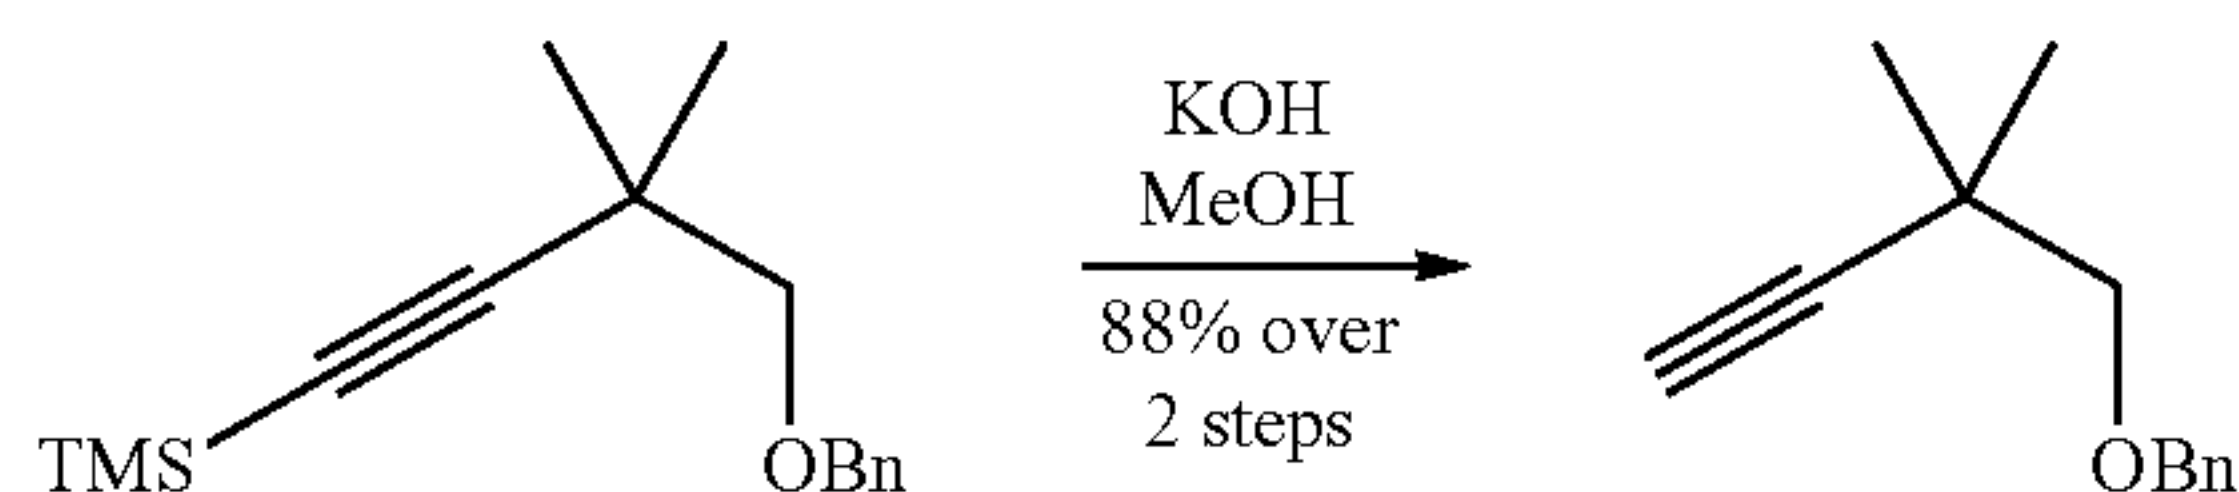 KOH
MeOH
88% over
2 steps
TMS
OBn
OBn